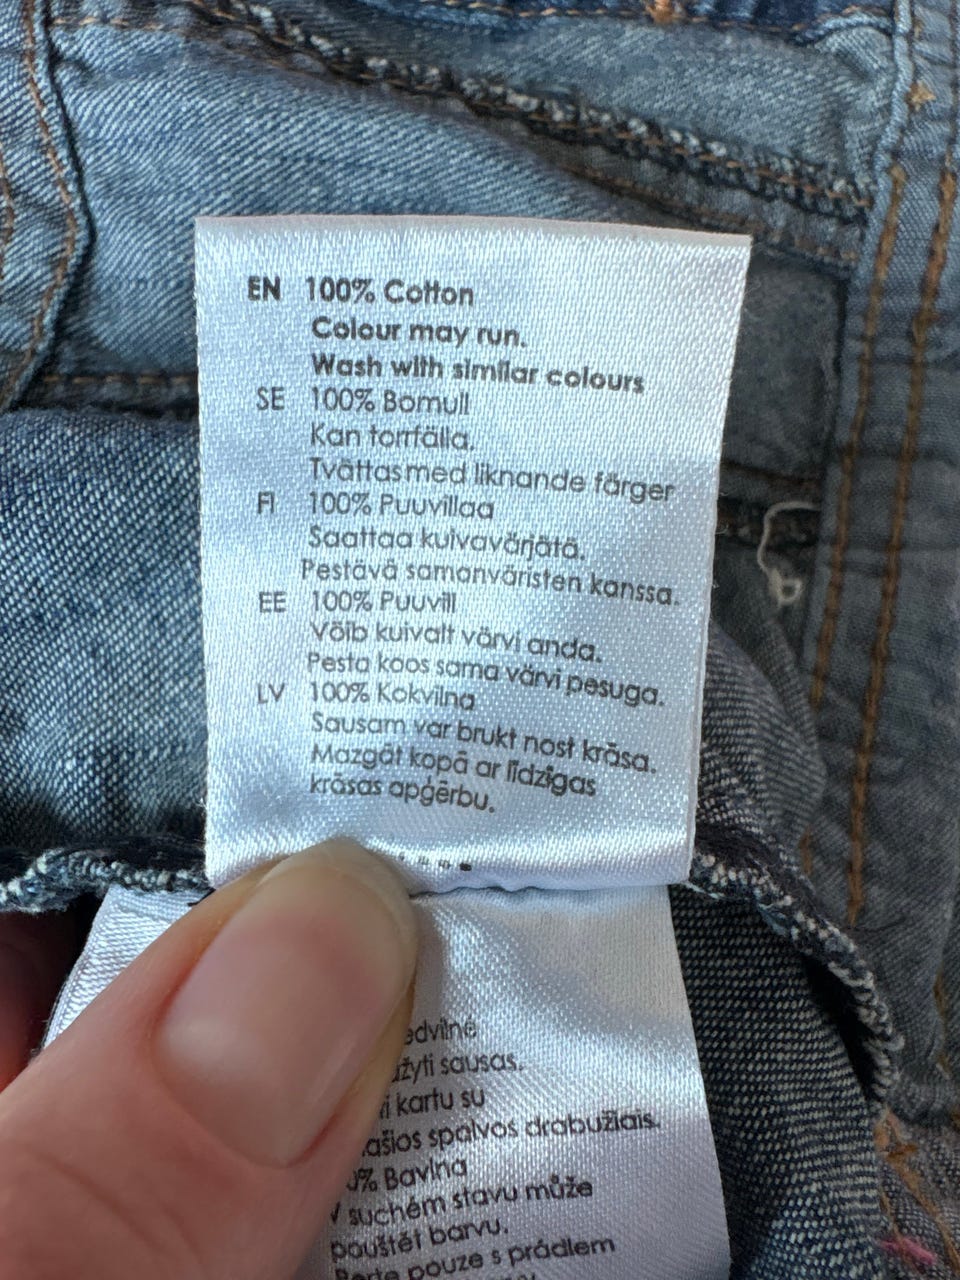 EN 100% Cotton
Colour may run.
Wash with similar colours
SE 100% Bomull
Kan torrfälla.
Tvättas med liknande färger
FI 100% Puuvillaa
Saattaa kuivavärjätä.
Pestävä samanväristen kanssa.
EE 100% Puuvill
Võib kuivalt värvi anda.
Pesta koos sama värvi pesuga.
LV 100% Kokvilna
Sausam var brukt nost krāsa.
Mazgāt kopā ar līdzīgas
krāsas apģērbu.
sausas.
kartu su
spalvos drabužiais.
Bavlna
V suchém stavu může
pouštět barvu.
Perte pouze s prádlem